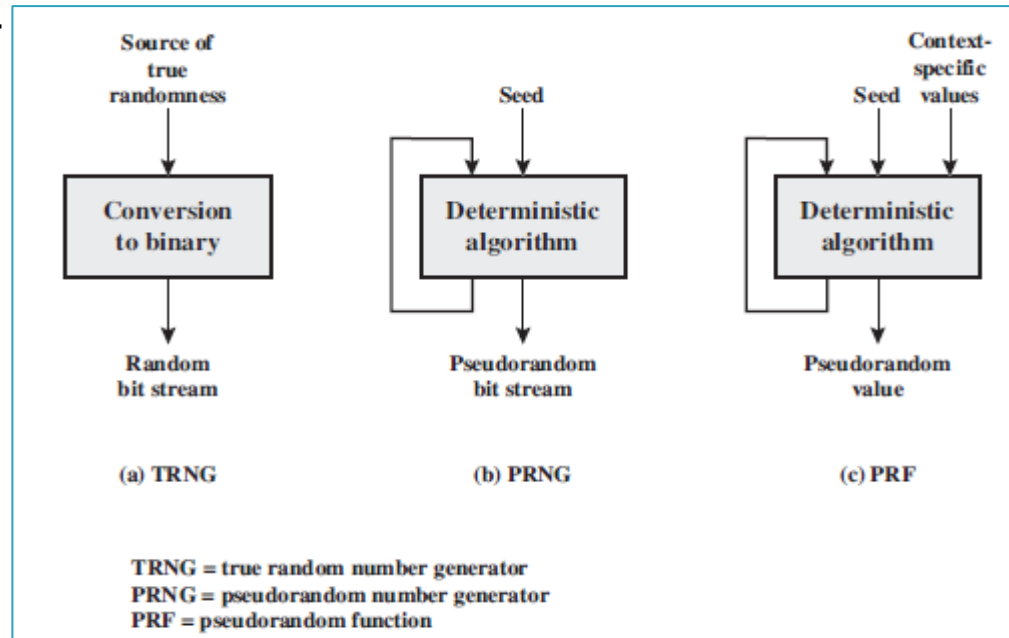 Source of
true
randomness
Conversion
to binary
Random
bit stream
(a) TRNG
Seed
Deterministic
algorithm
Pseudorandom
bit stream
(b) PRNG
Context-
specific
values
Seed
Deterministic
algorithm
Pseudorandom
value
(c) PRF
TRNG = true random number generator
PRNG = pseudorandom number generator
PRF = pseudorandom function